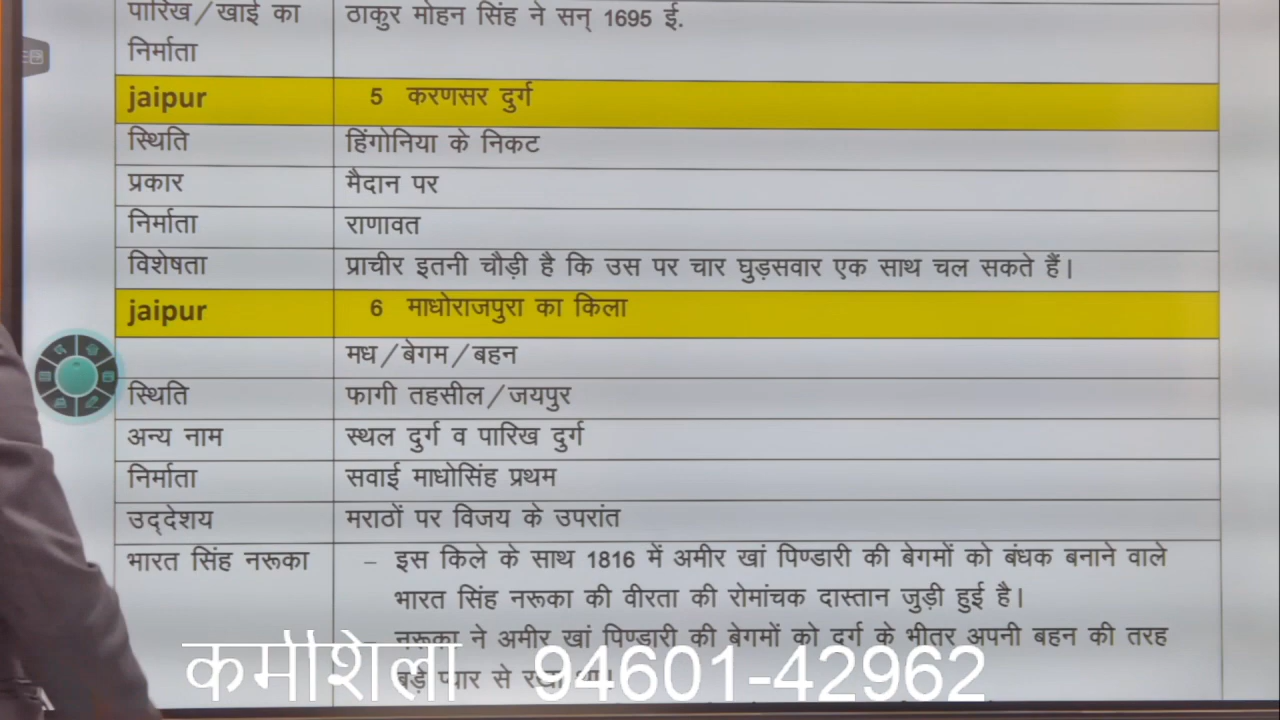 पारिख/खाई का ठाकुर मोहन सिंह ने सन् 1695 ई.
निर्माता
jaipur 5 करणसर दुर्ग
स्थिति हिंगोनिया के निकट
प्रकार मैदान पर
निर्माता राणावत
विशेषता प्राचीर इतनी चौड़ी है कि उस पर चार घुड़सवार एक साथ चल सकते हैं।
jaipur 6 माधोराजपुरा का किला
मध/बेगम/बहन
स्थिति फागी तहसील/जयपुर
अन्य नाम स्थल दुर्ग व पारिख दुर्ग
निर्माता सवाई माधोसिंह प्रथम
उद्देशय मराठों पर विजय के उपरांत
भारत सिंह नरूका – इस किले के साथ 1816 में अमीर खां पिण्डारी की बेगमों को बंधक बनाने वाले
भारत सिंह नरूका की वीरता की रोमांचक दास्तान जुड़ी हुई है।
– नरूका ने अमीर खां पिण्डारी की बेगमों को दुर्ग के भीतर अपनी बहन की तरह
बड़े प्यार से रखा था।
कर्मशिला 94601-42962